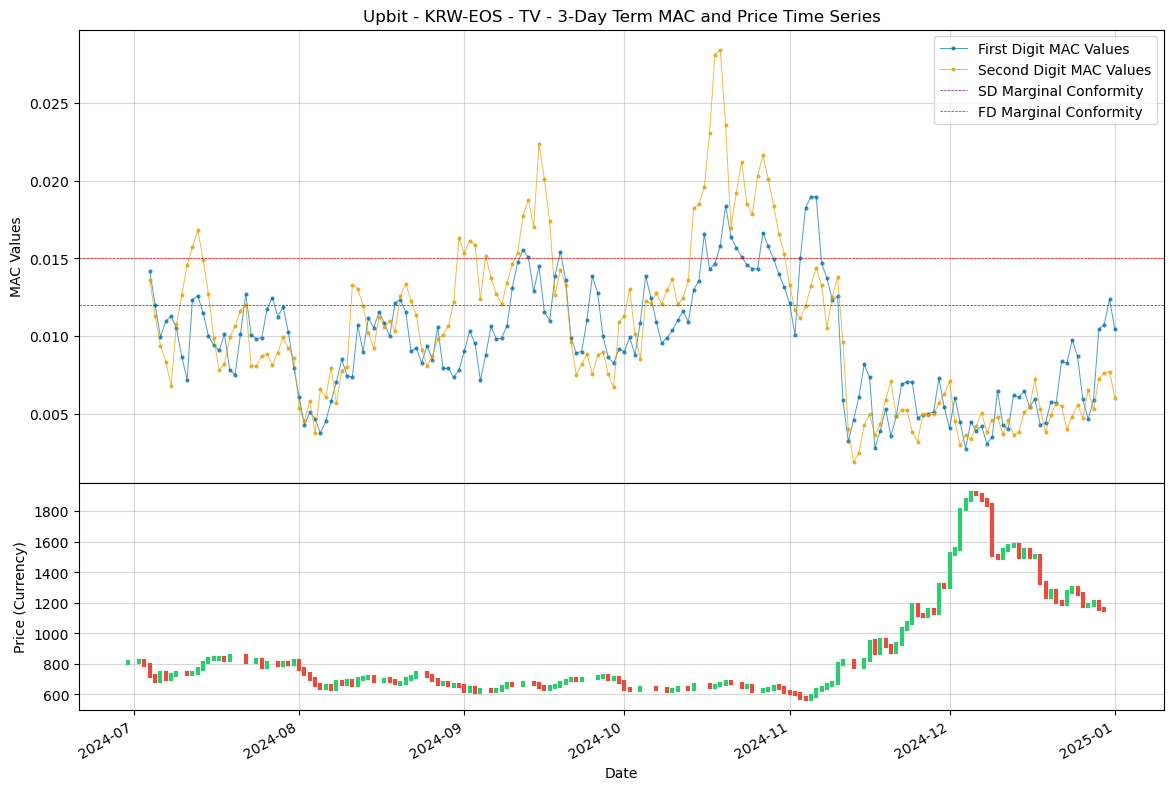 Upbit - KRW-EOS - TV - 3-Day Term MAC and Price Time Series
First Digit MAC Values
Second Digit MAC Values
SD Marginal Conformity
FD Marginal Conformity
MAC Values
0.025
0.020
0.015
0.010
0.005
Price (Currency)
1800
1600
1400
1200
1000
800
600
2024-07
2024-08
2024-09
2024-10
2024-11
2024-12
2025-01
Date